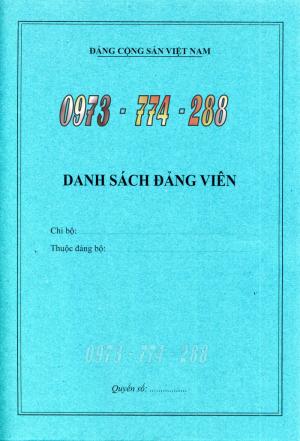 ĐẢNG CỘNG SẢN VIỆT NAM
0973 - 774 - 288
DANH SÁCH ĐẢNG VIÊN
Chi bộ:
Thuộc đảng bộ:
0973 - 774 - 288
Quyển số: .................